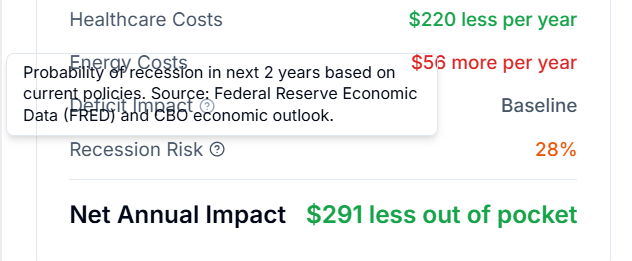 Healthcare Costs $220 less per year
Energy Costs $56 more per year
Probability of recession in next 2 years based on
current policies. Source: Federal Reserve Economic
Data (FRED) and CBO economic outlook.
Deficit Impact Baseline
Recession Risk 28%
Net Annual Impact $291 less out of pocket